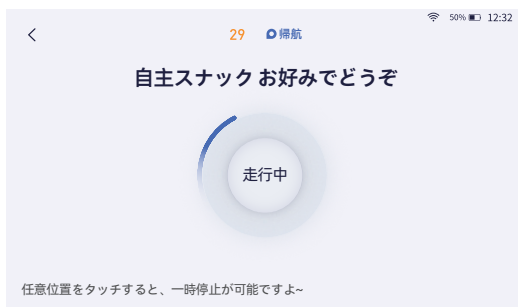 50% 12:32
29 帰航
自主スナック お好みでどうぞ
走行中
任意位置をタッチすると、一時停止が可能ですよ~